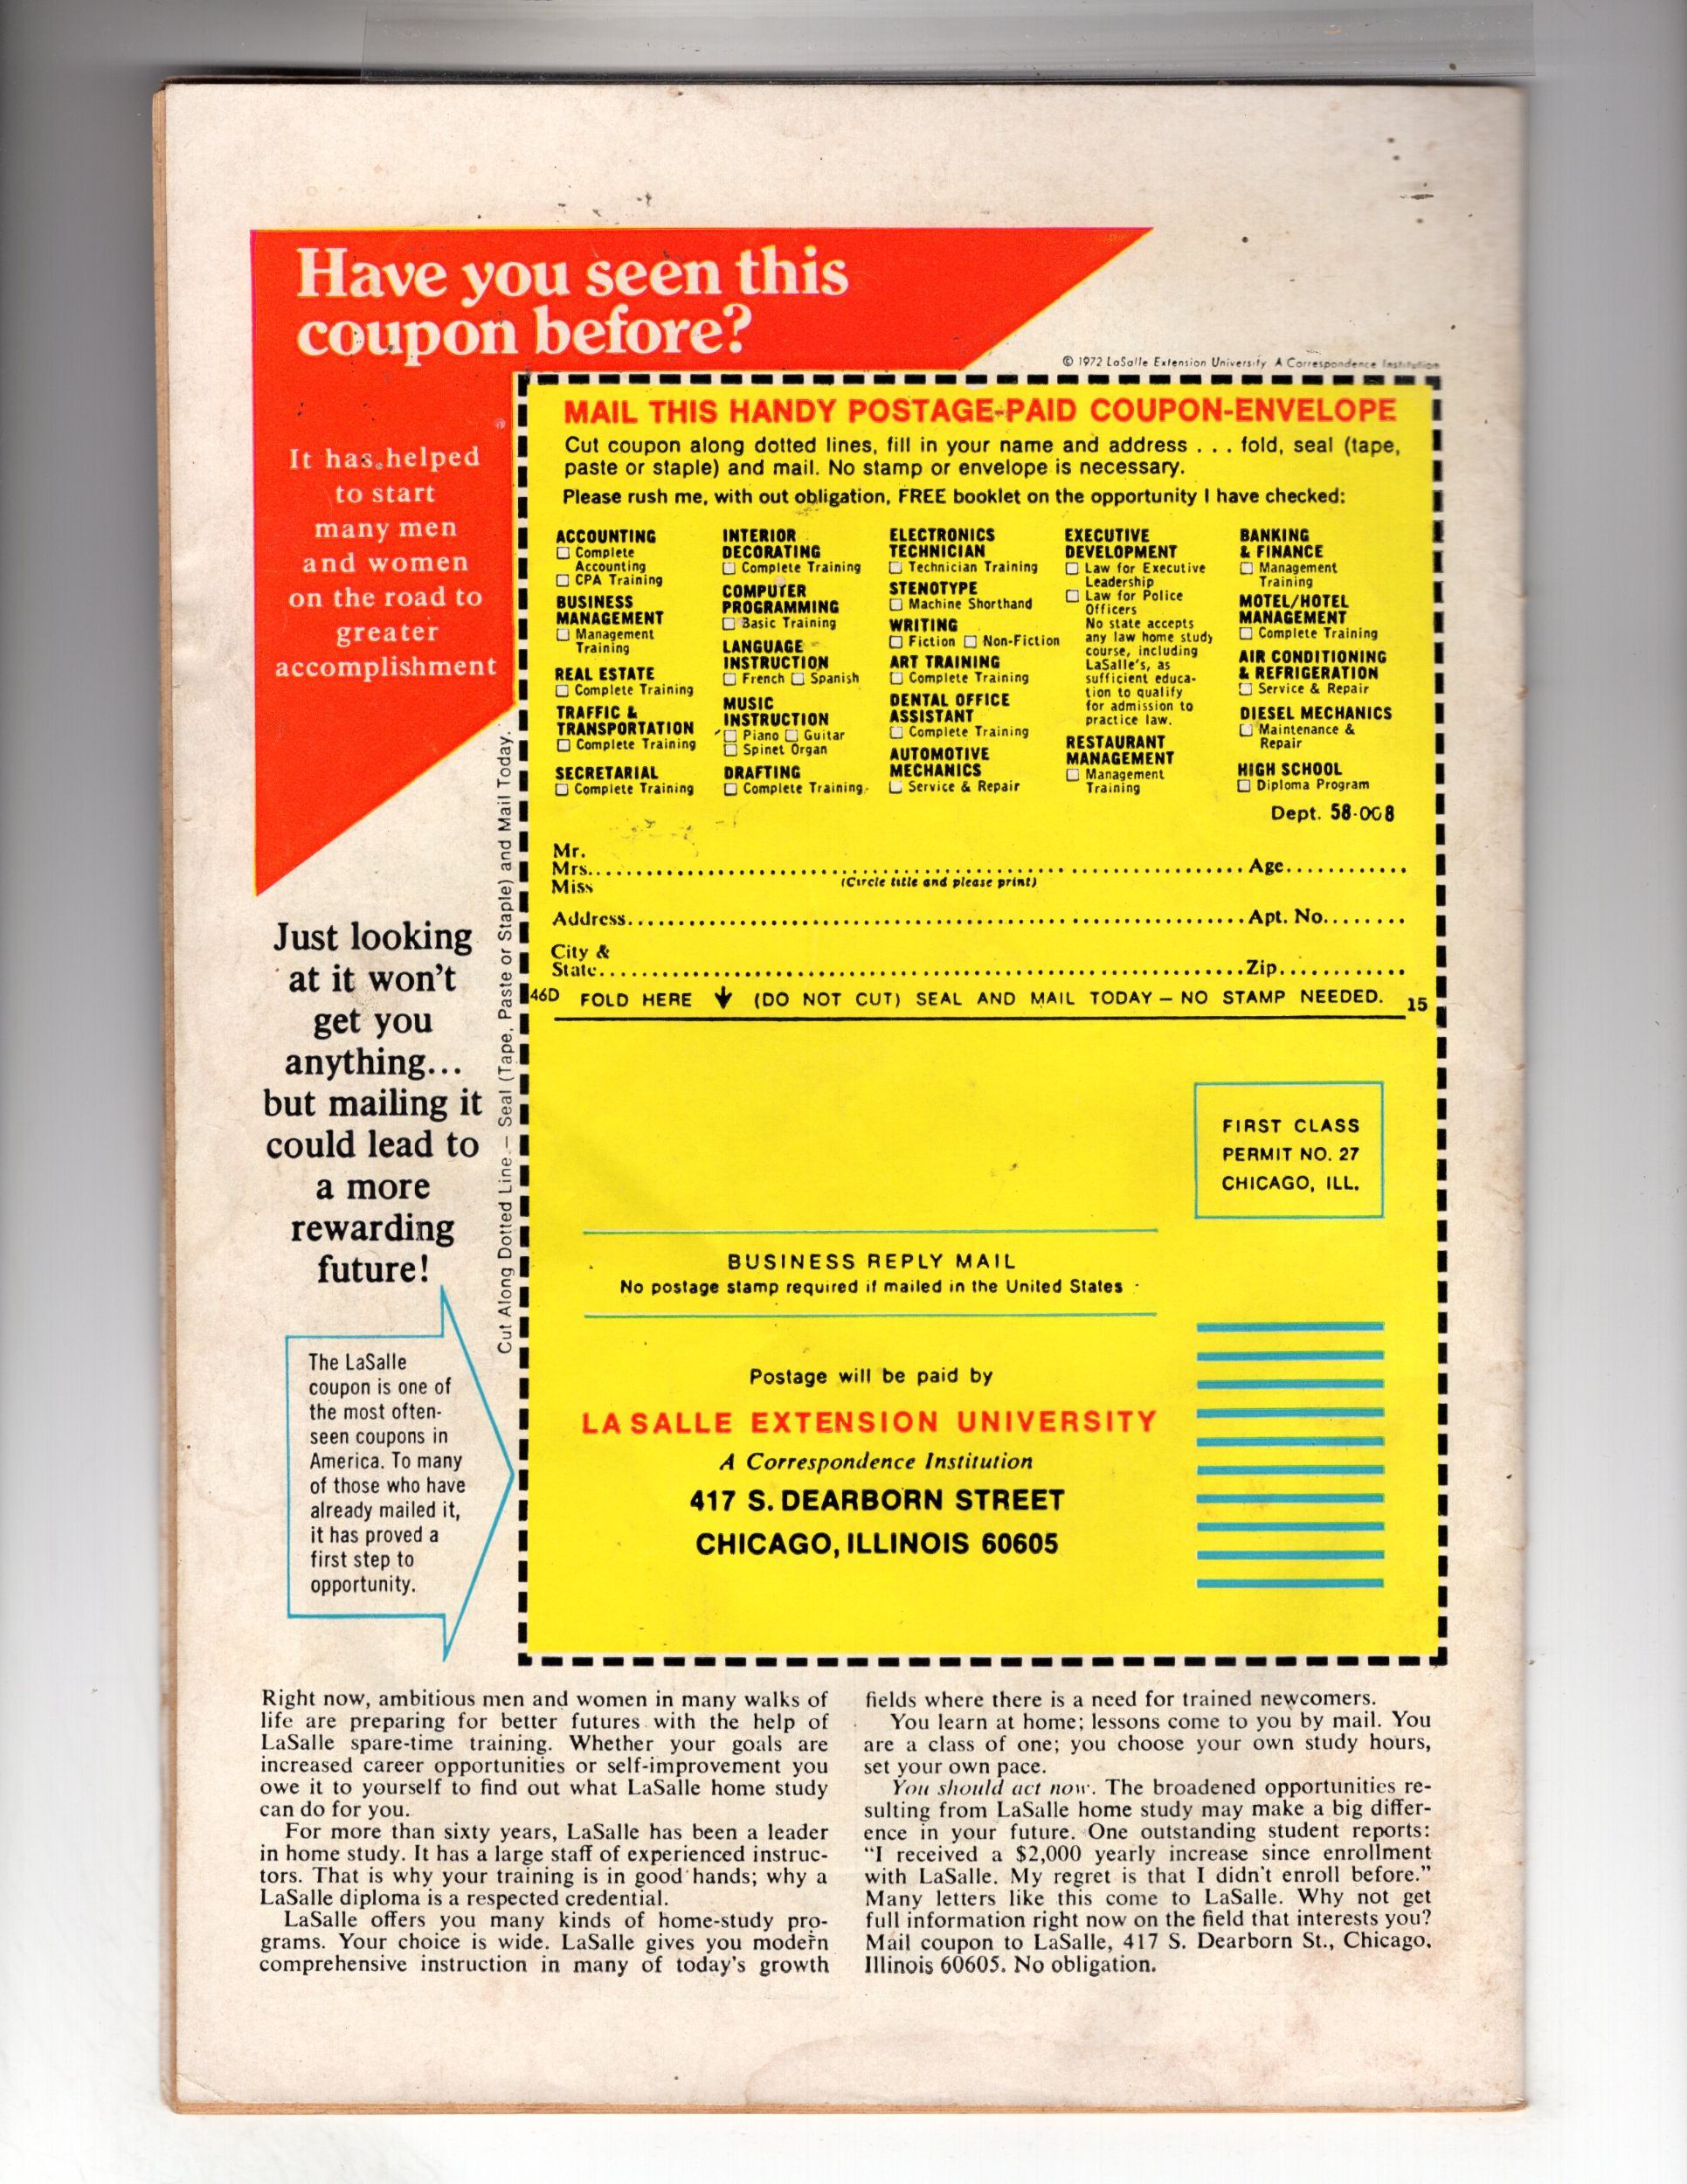 Have you seen this
coupon before?
© 1972 LaSalle Extension University A Correspondence Institution
It has helped
to start
many men
and women
on the road to
greater
accomplishment
Just looking
at it won't
get you
anything...
but mailing it
could lead to
a more
rewarding
future!
The LaSalle
coupon is one of
the most often-
seen coupons in
America. To many
of those who have
already mailed it,
it has proved a
first step to
opportunity.
Cut Along Dotted Line — Seal (Tape, Paste or Staple) and Mail Today.
MAIL THIS HANDY POSTAGE-PAID COUPON-ENVELOPE
Cut coupon along dotted lines, fill in your name and address . . . fold, seal (tape,
paste or staple) and mail. No stamp or envelope is necessary.
Please rush me, with out obligation, FREE booklet on the opportunity I have checked:
ACCOUNTING
☐ Complete
Accounting
☐ CPA Training
BUSINESS
MANAGEMENT
☐ Management
Training
REAL ESTATE
☐ Complete Training
TRAFFIC &
TRANSPORTATION
☐ Complete Training
SECRETARIAL
☐ Complete Training
INTERIOR
DECORATING
☐ Complete Training
COMPUTER
PROGRAMMING
☐ Basic Training
LANGUAGE
INSTRUCTION
☐ French ☐ Spanish
MUSIC
INSTRUCTION
☐ Piano ☐ Guitar
☐ Spinet Organ
DRAFTING
☐ Complete Training
ELECTRONICS
TECHNICIAN
☐ Technician Training
STENOTYPE
☐ Machine Shorthand
WRITING
☐ Fiction ☐ Non-Fiction
ART TRAINING
☐ Complete Training
DENTAL OFFICE
ASSISTANT
☐ Complete Training
AUTOMOTIVE
MECHANICS
☐ Service & Repair
EXECUTIVE
DEVELOPMENT
☐ Law for Executive
Leadership
☐ Law for Police
Officers
No state accepts
any law home study
course, including
LaSalle's, as
sufficient educa-
tion to qualify
for admission to
practice law.
RESTAURANT
MANAGEMENT
☐ Management
Training
BANKING
& FINANCE
☐ Management
Training
MOTEL/HOTEL
MANAGEMENT
☐ Complete Training
AIR CONDITIONING
& REFRIGERATION
☐ Service & Repair
DIESEL MECHANICS
☐ Maintenance &
Repair
HIGH SCHOOL
☐ Diploma Program
Dept. 58-008
Mr.
Mrs. Age
Miss (Circle title and please print)
Address Apt. No.
City &
State Zip
46D FOLD HERE ↓ (DO NOT CUT) SEAL AND MAIL TODAY — NO STAMP NEEDED. 15
FIRST CLASS
PERMIT NO. 27
CHICAGO, ILL.
BUSINESS REPLY MAIL
No postage stamp required if mailed in the United States
Postage will be paid by
LA SALLE EXTENSION UNIVERSITY
A Correspondence Institution
417 S. DEARBORN STREET
CHICAGO, ILLINOIS 60605
Right now, ambitious men and women in many walks of
life are preparing for better futures with the help of
LaSalle spare-time training. Whether your goals are
increased career opportunities or self-improvement you
owe it to yourself to find out what LaSalle home study
can do for you.
For more than sixty years, LaSalle has been a leader
in home study. It has a large staff of experienced instruc-
tors. That is why your training is in good hands; why a
LaSalle diploma is a respected credential.
LaSalle offers you many kinds of home-study pro-
grams. Your choice is wide. LaSalle gives you modern
comprehensive instruction in many of today's growth
fields where there is a need for trained newcomers.
You learn at home; lessons come to you by mail. You
are a class of one; you choose your own study hours,
set your own pace.
You should act now. The broadened opportunities re-
sulting from LaSalle home study may make a big differ-
ence in your future. One outstanding student reports:
“I received a $2,000 yearly increase since enrollment
with LaSalle. My regret is that I didn't enroll before.”
Many letters like this come to LaSalle. Why not get
full information right now on the field that interests you?
Mail coupon to LaSalle, 417 S. Dearborn St., Chicago,
Illinois 60605. No obligation.